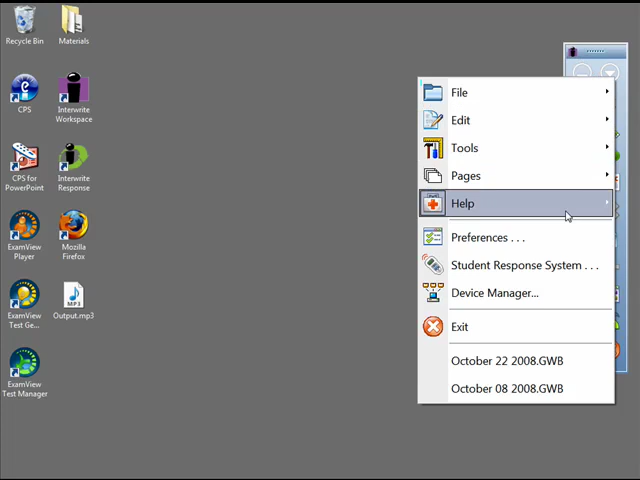 Recycle Bin
Materials
CPS
Interwrite
Workspace
CPS for
PowerPoint
Interwrite
Response
ExamView
Player
Mozilla
Firefox
ExamView
Test Ge...
MP3
Output.mp3
ExamView
Test Manager
File
Edit
Tools
Pages
Help
Preferences . . .
Student Response System . . .
Device Manager...
Exit
October 22 2008.GWB
October 08 2008.GWB